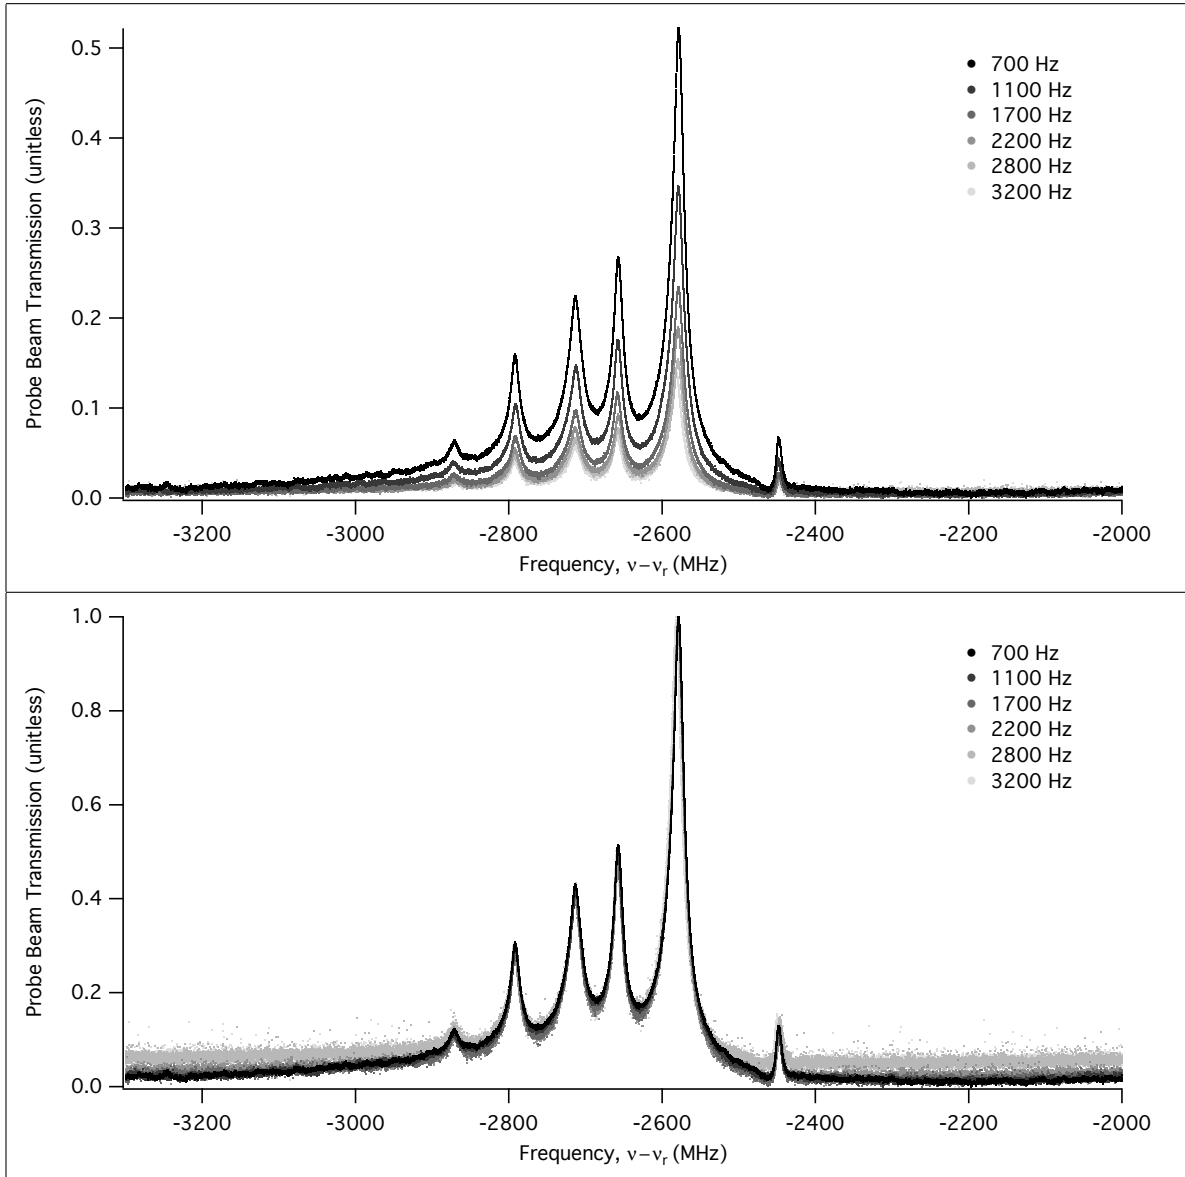 0.5
0.4
0.3
0.2
0.1
0.0
Probe Beam Transmission (unitless)
700 Hz
1100 Hz
1700 Hz
2200 Hz
2800 Hz
3200 Hz
-3200 -3000 -2800 -2600 -2400 -2200 -2000
Frequency, ν−νr (MHz)
1.0
0.8
0.6
0.4
0.2
0.0
Probe Beam Transmission (unitless)
700 Hz
1100 Hz
1700 Hz
2200 Hz
2800 Hz
3200 Hz
-3200 -3000 -2800 -2600 -2400 -2200 -2000
Frequency, ν−νr (MHz)